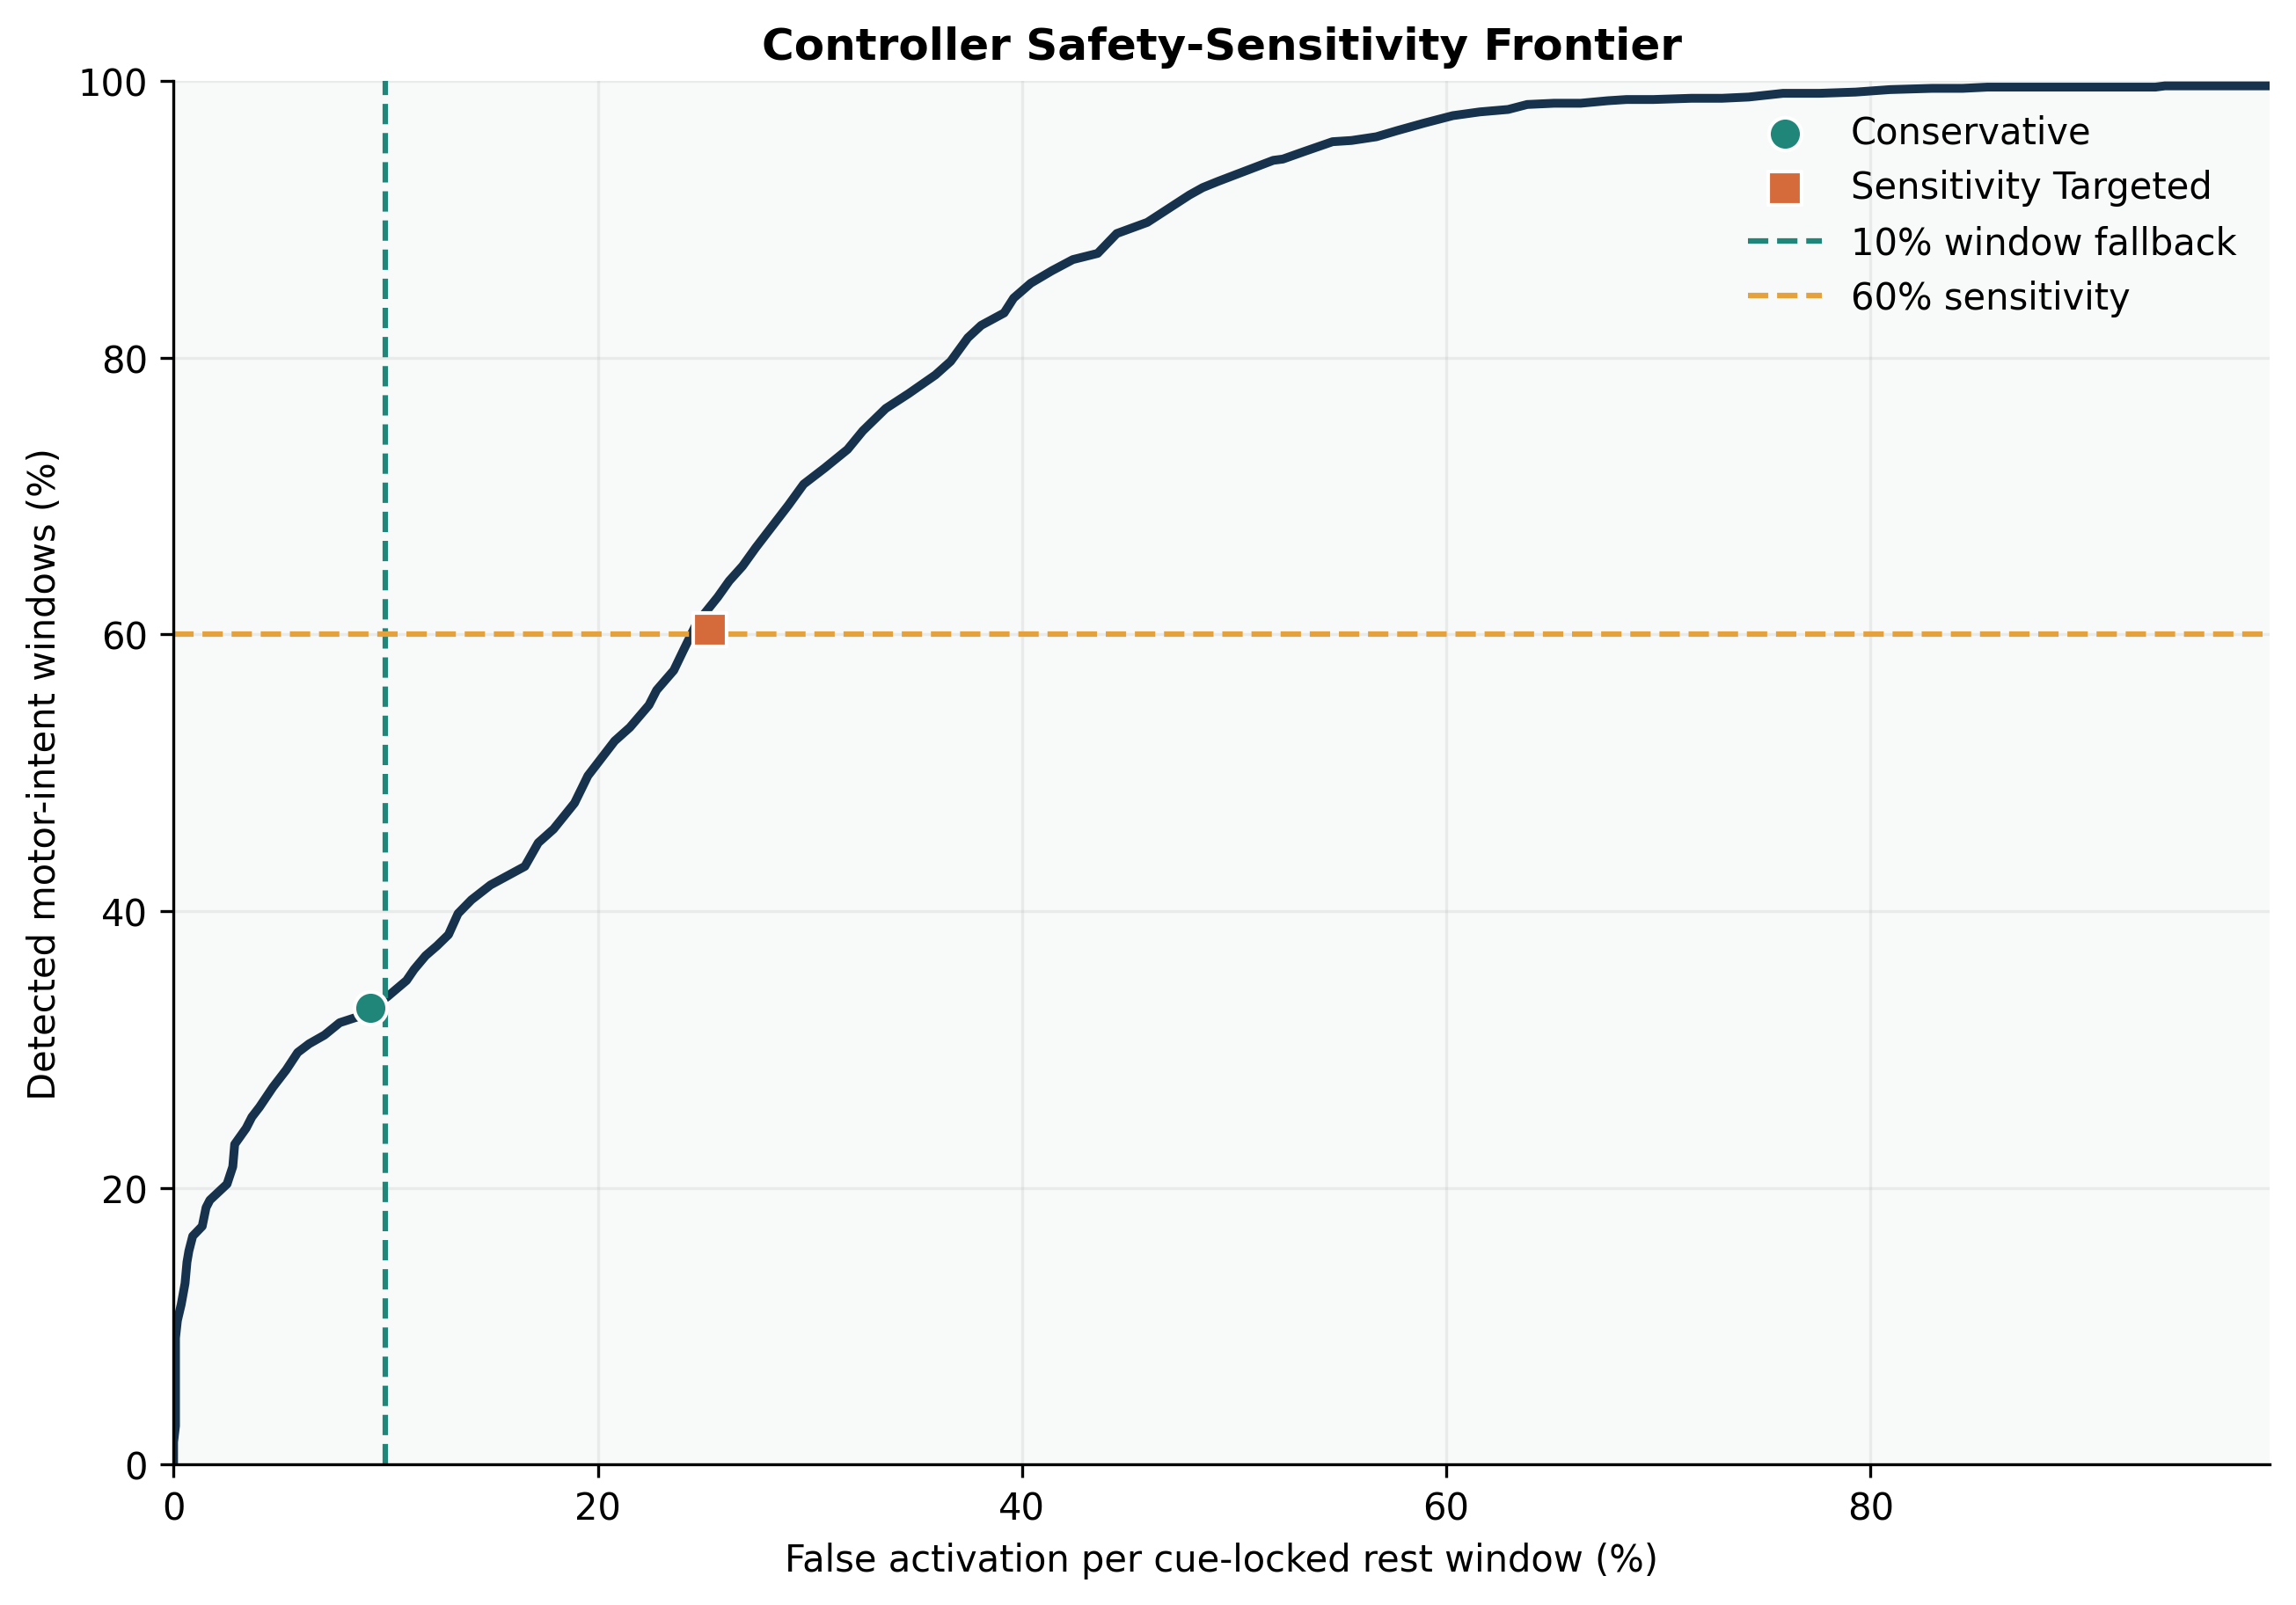 Controller Safety-Sensitivity Frontier
100
80
60
40
20
0
Detected motor-intent windows (%)
Conservative
Sensitivity Targeted
10% window fallback
60% sensitivity
0 20 40 60 80
False activation per cue-locked rest window (%)